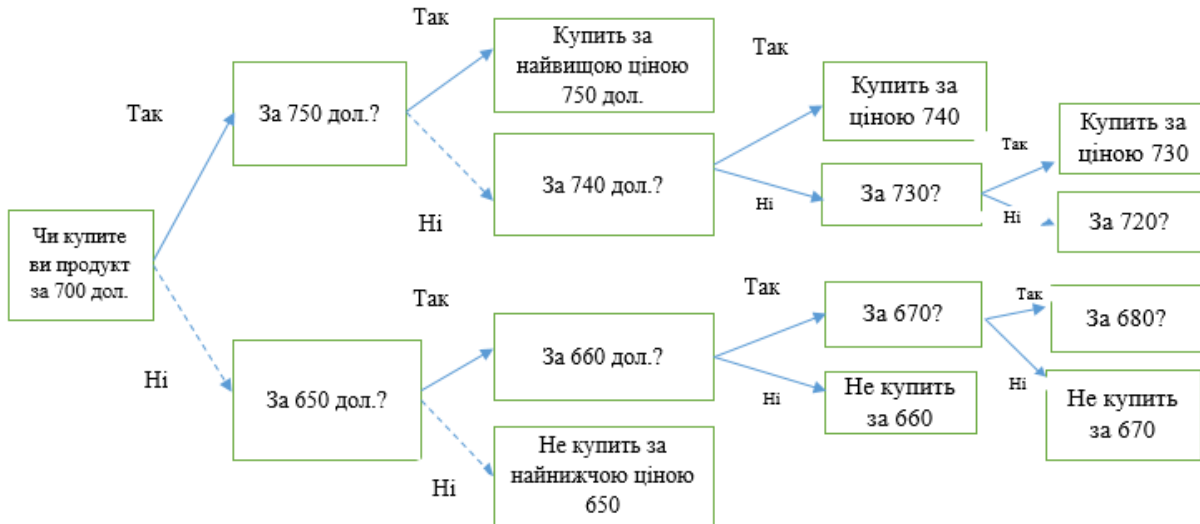 Чи купите
ви продукт
за 700 дол.
Так
Ні
За 750 дол.?
Так
Ні
Купить за
найвищою ціною
750 дол.
За 740 дол.?
Так
Ні
Купить за
ціною 740
За 730?
Так
Ні
Купить за
ціною 730
За 720?
За 650 дол.?
Так
Ні
За 660 дол.?
Не купить за
найнижчою ціною
650
Так
Ні
За 670?
Не купить
за 660
Так
Ні
За 680?
Не купить
за 670